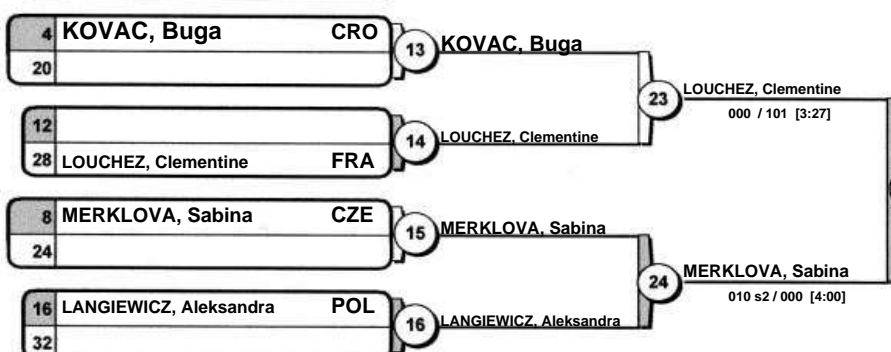 4 KOVAC, Buga CRO
20
13 KOVAC, Buga
12
28 LOUCHEZ, Clementine FRA
14 LOUCHEZ, Clementine
23 LOUCHEZ, Clementine
000 / 101 [3:27]
8 MERKLOVA, Sabina CZE
24
15 MERKLOVA, Sabina
16 LANGIEWICZ, Aleksandra POL
32
16 LANGIEWICZ, Aleksandra
24 MERKLOVA, Sabina
010 s2 / 000 [4:00]